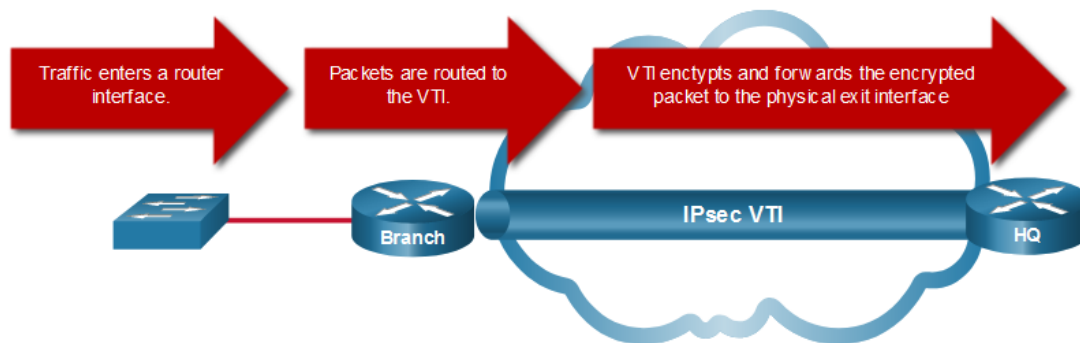 Traffic enters a router
interface.
Packets are routed to
the VTI.
VTI enctypts and forwards the encrypted
packet to the physical exit interface
IPsec VTI
Branch
HQ